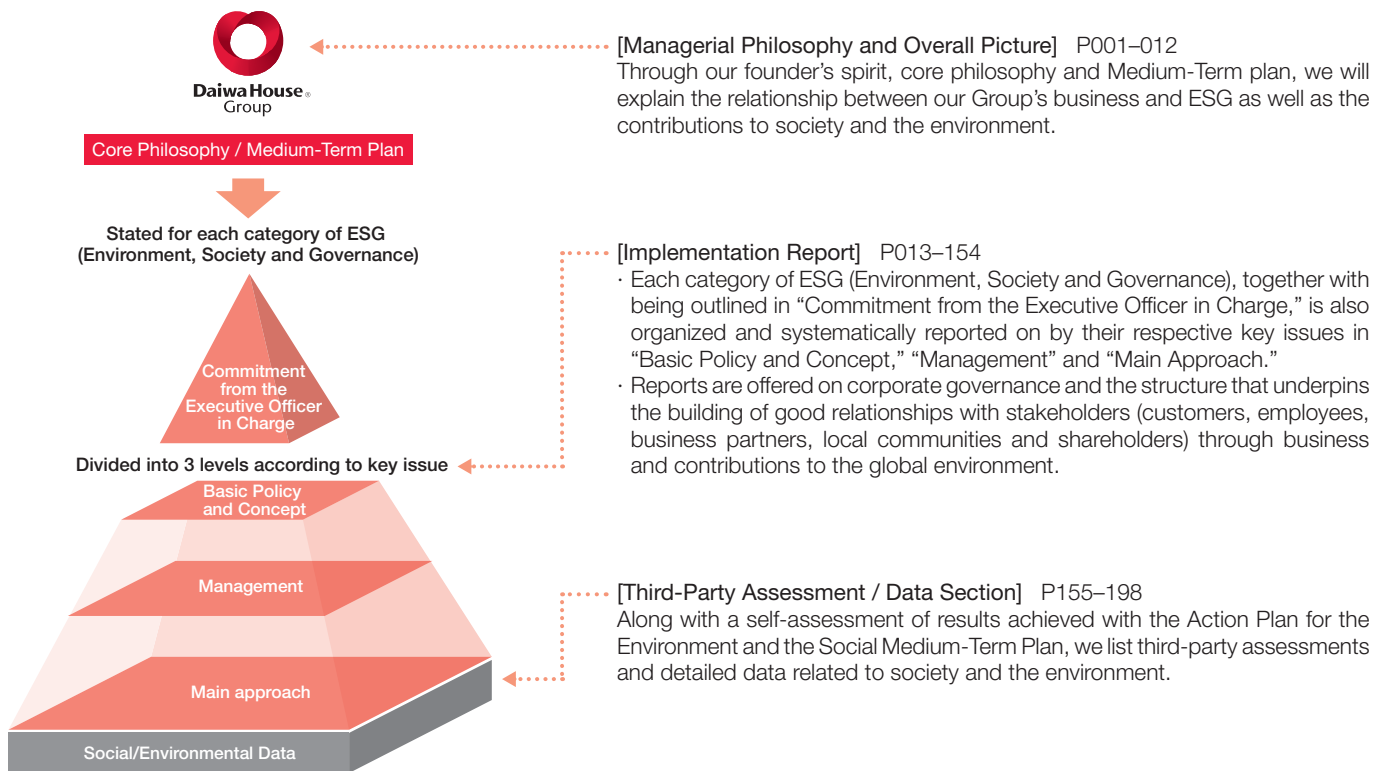 Daiwa House®
Group
Core Philosophy / Medium-Term Plan
Stated for each category of ESG
(Environment, Society and Governance)
Commitment
from the
Executive Officer
in Charge
Divided into 3 levels according to key issue
Basic Policy
and Concept
Management
Main approach
Social/Environmental Data
[Managerial Philosophy and Overall Picture] P001–012
Through our founder’s spirit, core philosophy and Medium-Term plan, we will
explain the relationship between our Group’s business and ESG as well as the
contributions to society and the environment.
[Implementation Report] P013–154
· Each category of ESG (Environment, Society and Governance), together with
being outlined in “Commitment from the Executive Officer in Charge,” is also
organized and systematically reported on by their respective key issues in
“Basic Policy and Concept,” “Management” and “Main Approach.”
· Reports are offered on corporate governance and the structure that underpins
the building of good relationships with stakeholders (customers, employees,
business partners, local communities and shareholders) through business
and contributions to the global environment.
[Third-Party Assessment / Data Section] P155–198
Along with a self-assessment of results achieved with the Action Plan for the
Environment and the Social Medium-Term Plan, we list third-party assessments
and detailed data related to society and the environment.